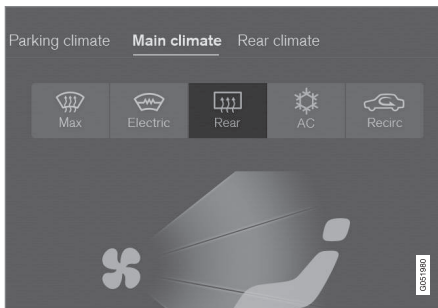 Parking climate Main climate Rear climate
Max Electric Rear AC Recirc
G051980